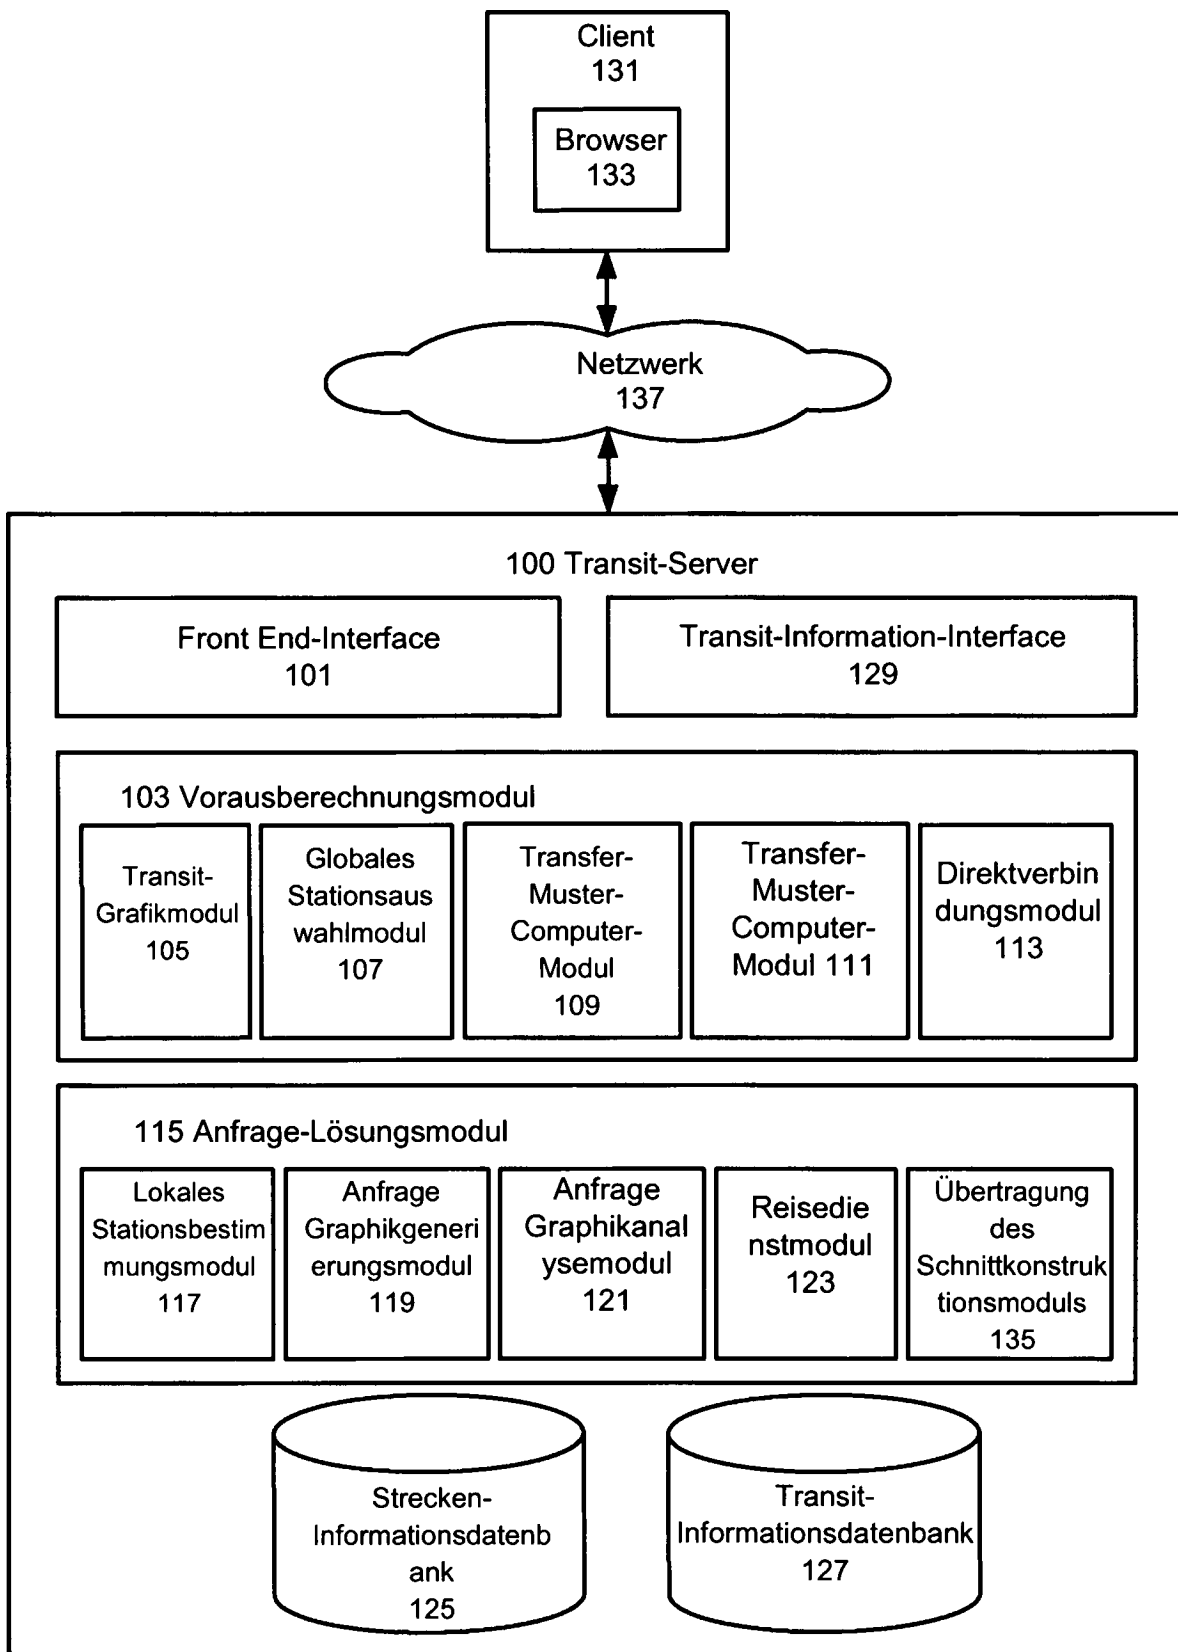 Client
131
Browser
133
Netzwerk
137
100 Transit-Server
Front End-Interface
101
Transit-Information-Interface
129
103 Vorausberechnungsmodul
Transit-
Grafikmodul
105
Globales
Stationsaus
wahlmodul
107
Transfer-
Muster-
Computer-
Modul
109
Transfer-
Muster-
Computer-
Modul 111
Direktverbin
dungsmodul
113
115 Anfrage-Lösungsmodul
Lokales
Stationsbestim
mungsmodul
117
Anfrage
Graphikgeneri
erungsmodul
119
Anfrage
Graphikanal
ysemodul
121
Reisedie
nstmodul
123
Übertragung
des
Schnittkonstruk
tionsmoduls
135
Strecken-
Informationsdatenb
ank
125
Transit-
Informationsdatenbank
127